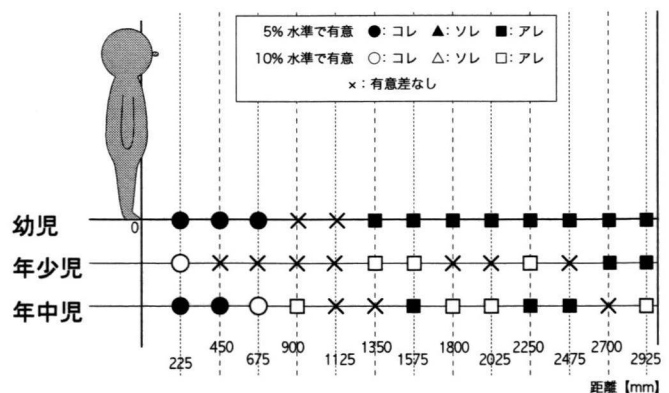 5% 水準で有意 ●: コレ ▲: ソレ ■: アレ
10% 水準で有意 ○: コレ △: ソレ □: アレ
×: 有意差なし
幼児
0
年少児
年中児
450 900 1350 1800 2250 2700
225 675 1125 1575 2025 2475 2925
距離【mm】